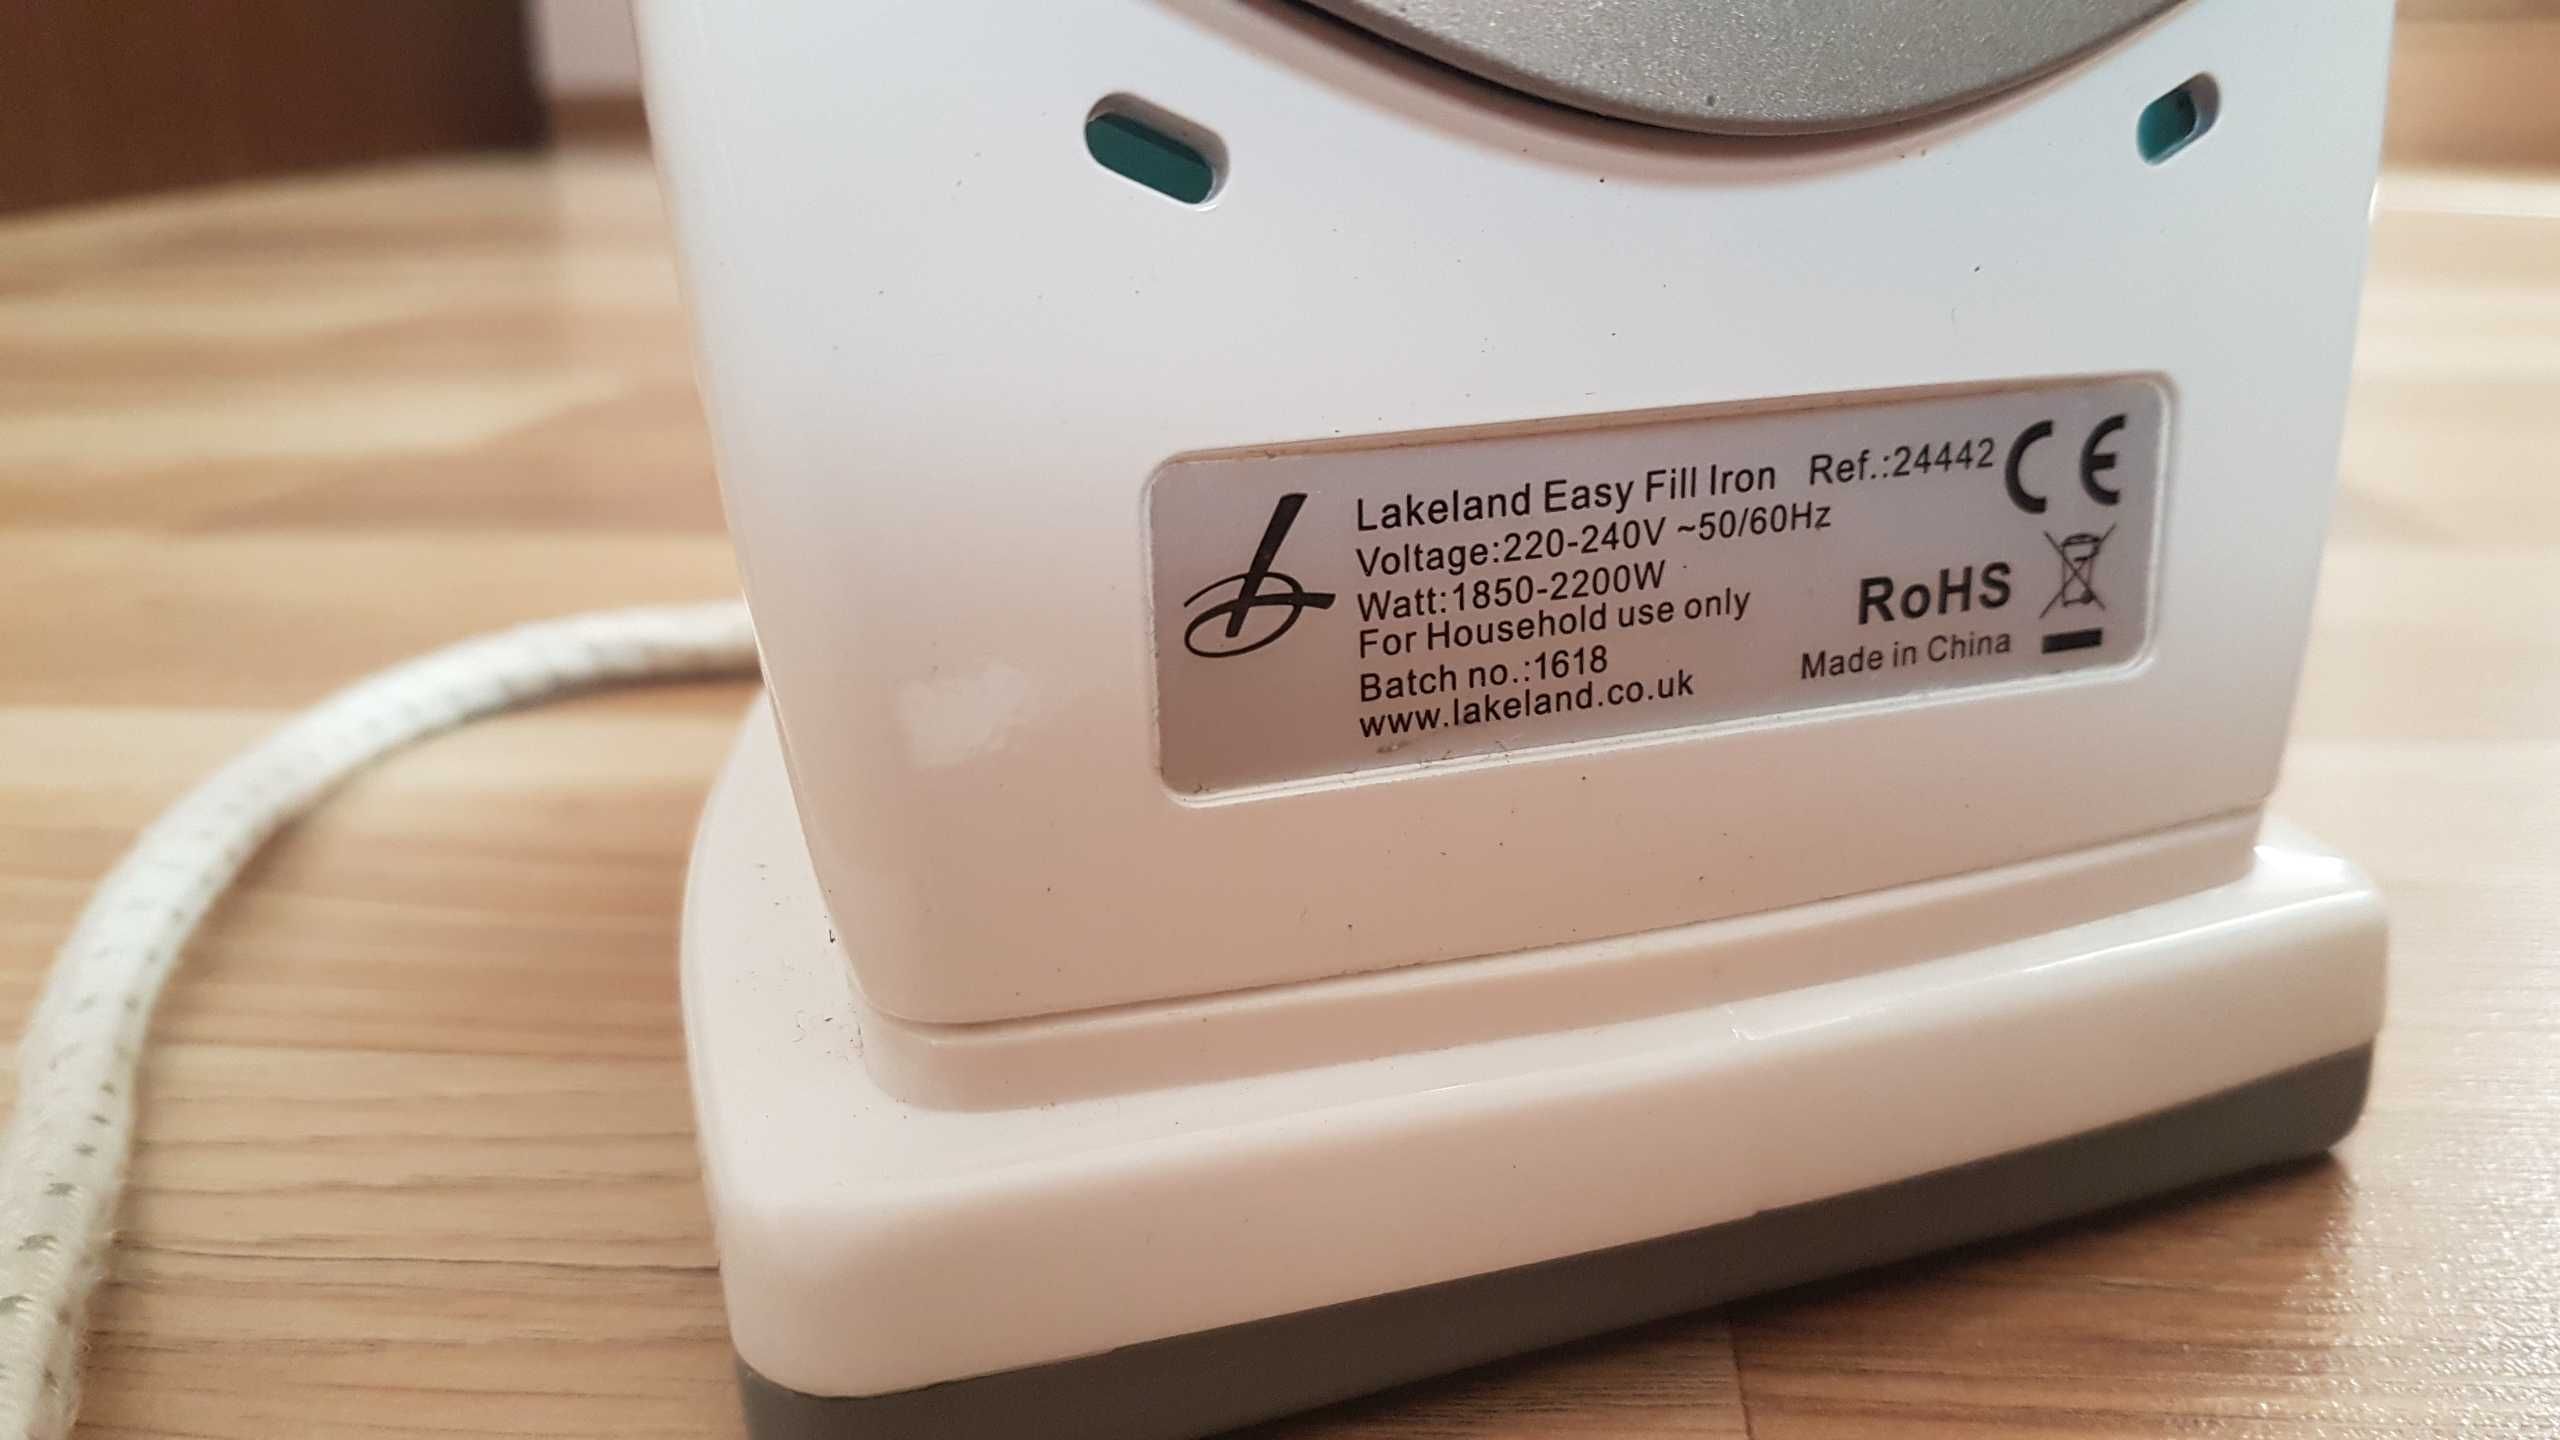 Lakeland Easy Fill Iron Ref.:24442 CE
Voltage:220-240V ~50/60Hz
Watt:1850-2200W
For Household use only
Batch no.:1618
www.lakeland.co.uk
RoHS
Made in China